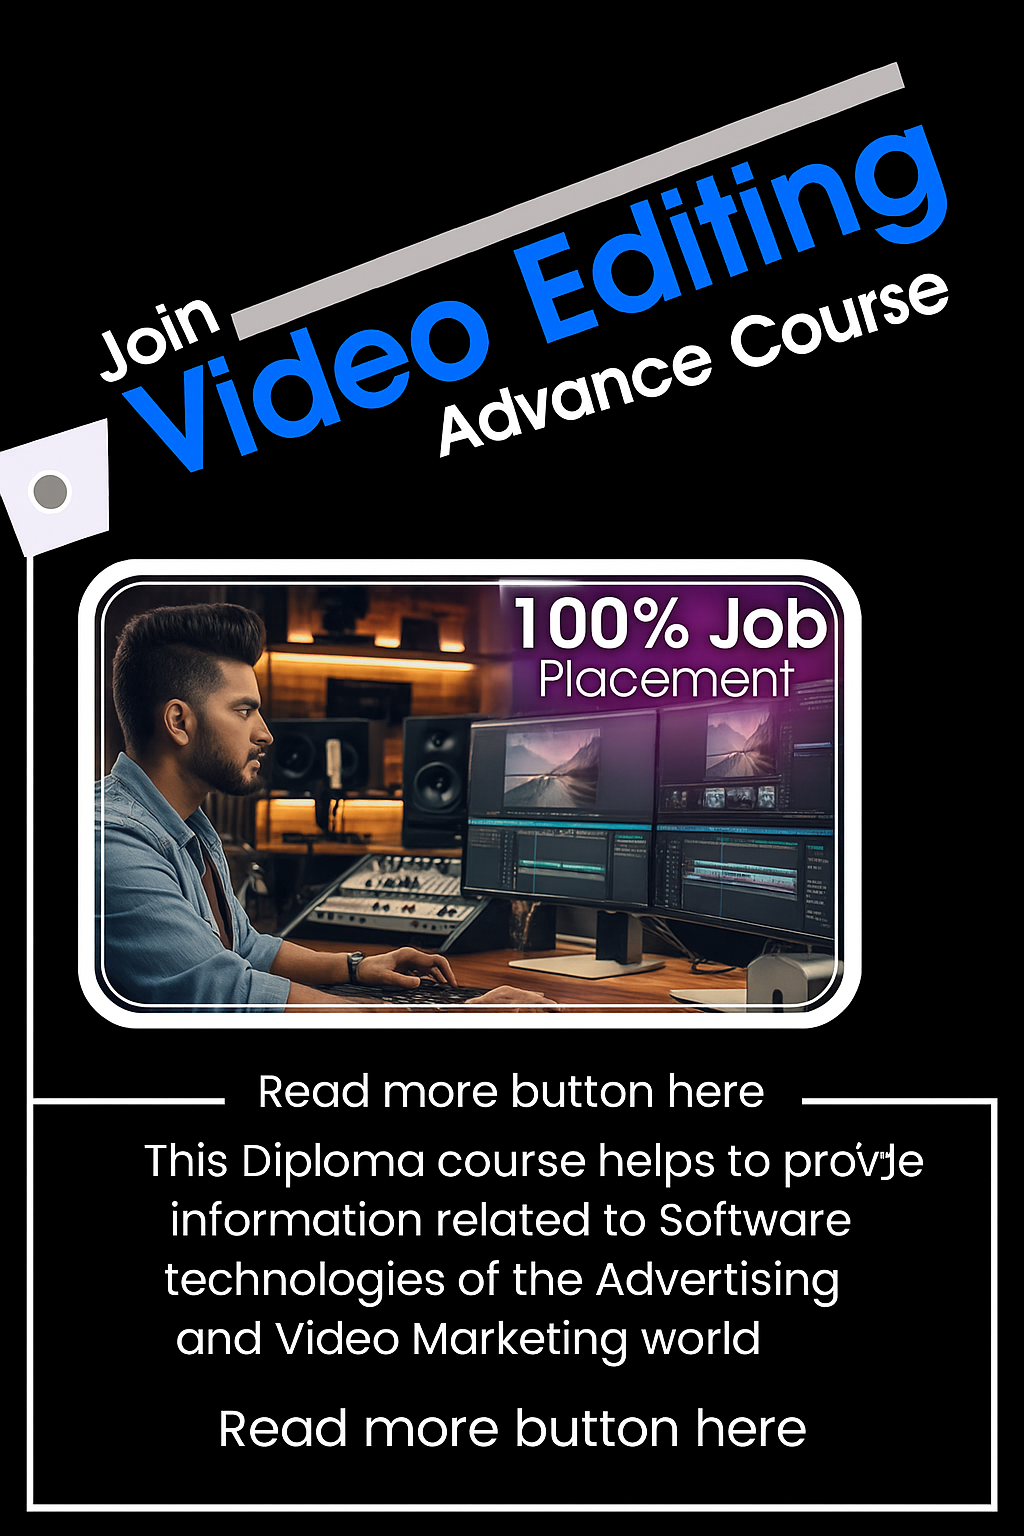 Join
Video Editing
Advance Course
100% Job
Placement
Read more button here
This Diploma course helps to
information related to Software
technologies of the Advertising
and Video Marketing world
Read more button here